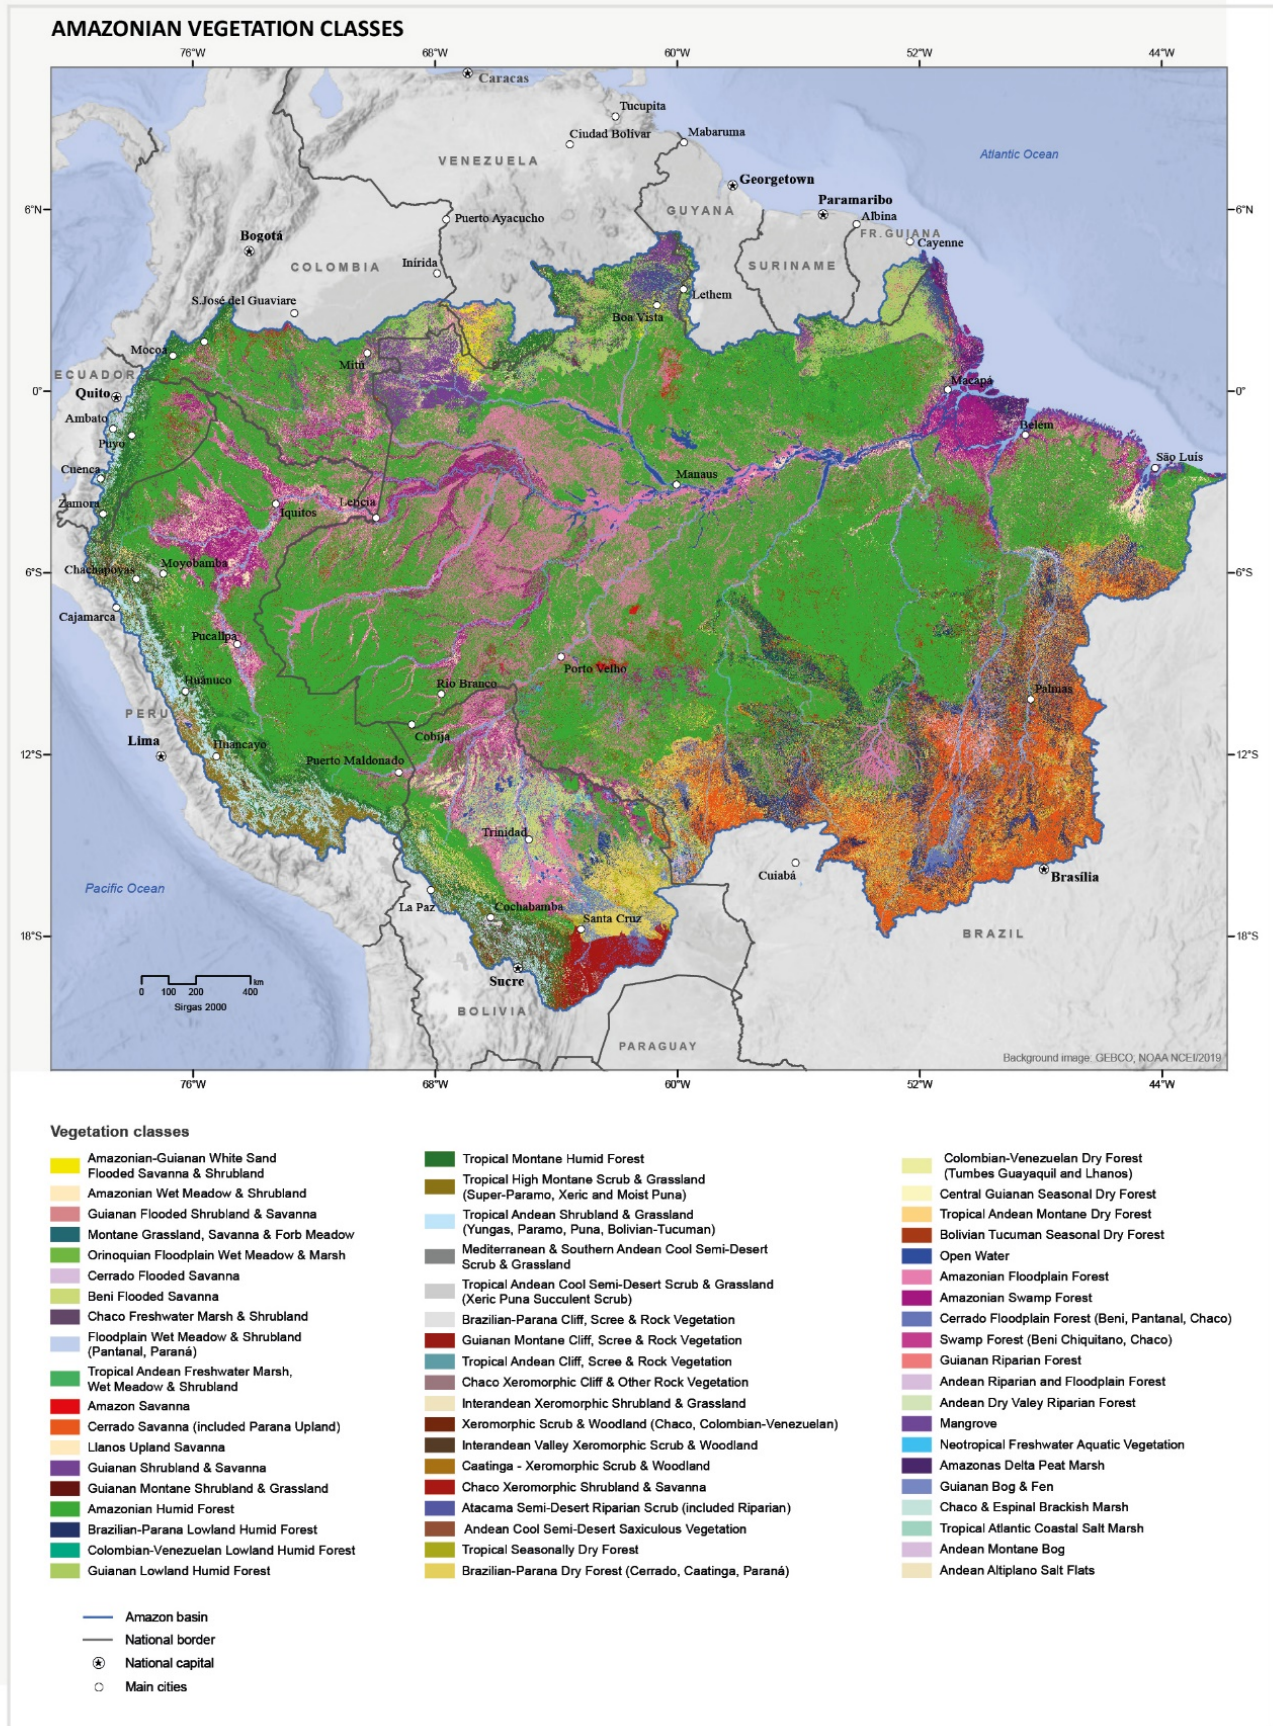 AMAZONIAN VEGETATION CLASSES
76°W
68°W
60°W
52°W
44°W
Caracas
Tucupita
Ciudad Bolívar
Mabaruma
VENEZUELA
Atlantic Ocean
Georgetown
Paramaribo
6°N
GUYANA
Puerto Ayacucho
Albina
6°N
FR.GUIANA
Bogotá
Cayenne
COLOMBIA
Inírida
SURINAME
S.José del Guaviare
Lethem
Boa Vista
Mocoa
Mitú
ECUADOR
Macapá
0°
Quito
0°
Ambato
Belém
Puyo
São Luis
Cuenca
Manaus
Zamora
Iquitos
Leticia
Chachapoyas
Moyobamba
6°S
6°S
Cajamarca
Pucallpa
Porto Velho
Huánuco
Rio Branco
Palmas
PERU
Cobija
Lima
Huancayo
12°S
Puerto Maldonado
12°S
Trinidad
Cuiabá
Brasília
Pacific Ocean
La Paz
Cochabamba
Santa Cruz
18°S
BRAZIL
18°S
Sucre
0 100 200 400 km
Sirgas 2000
BOLIVIA
PARAGUAY
Background image: GEBCO; NOAA NCEI/2019
76°W
68°W
60°W
52°W
44°W
Vegetation classes
Amazonian-Guianan White Sand
Flooded Savanna & Shrubland
Amazonian Wet Meadow & Shrubland
Guianan Flooded Shrubland & Savanna
Montane Grassland, Savanna & Forb Meadow
Orinoquian Floodplain Wet Meadow & Marsh
Cerrado Flooded Savanna
Beni Flooded Savanna
Chaco Freshwater Marsh & Shrubland
Floodplain Wet Meadow & Shrubland
(Pantanal, Paraná)
Tropical Andean Freshwater Marsh,
Wet Meadow & Shrubland
Amazon Savanna
Cerrado Savanna (included Parana Upland)
Llanos Upland Savanna
Guianan Shrubland & Savanna
Guianan Montane Shrubland & Grassland
Amazonian Humid Forest
Brazilian-Parana Lowland Humid Forest
Colombian-Venezuelan Lowland Humid Forest
Guianan Lowland Humid Forest
Tropical Montane Humid Forest
Tropical High Montane Scrub & Grassland
(Super-Paramo, Xeric and Moist Puna)
Tropical Andean Shrubland & Grassland
(Yungas, Paramo, Puna, Bolivian-Tucuman)
Mediterranean & Southern Andean Cool Semi-Desert
Scrub & Grassland
Tropical Andean Cool Semi-Desert Scrub & Grassland
(Xeric Puna Succulent Scrub)
Brazilian-Parana Cliff, Scree & Rock Vegetation
Guianan Montane Cliff, Scree & Rock Vegetation
Tropical Andean Cliff, Scree & Rock Vegetation
Chaco Xeromorphic Cliff & Other Rock Vegetation
Interandean Xeromorphic Shrubland & Grassland
Xeromorphic Scrub & Woodland (Chaco, Colombian-Venezuelan)
Interandean Valley Xeromorphic Scrub & Woodland
Caatinga - Xeromorphic Scrub & Woodland
Chaco Xeromorphic Shrubland & Savanna
Atacama Semi-Desert Riparian Scrub (included Riparian)
Andean Cool Semi-Desert Saxiculous Vegetation
Tropical Seasonally Dry Forest
Brazilian-Parana Dry Forest (Cerrado, Caatinga, Paraná)
Colombian-Venezuelan Dry Forest
(Tumbes Guayaquil and Lhanos)
Central Guianan Seasonal Dry Forest
Tropical Andean Montane Dry Forest
Bolivian Tucuman Seasonal Dry Forest
Open Water
Amazonian Floodplain Forest
Amazonian Swamp Forest
Cerrado Floodplain Forest (Beni, Pantanal, Chaco)
Swamp Forest (Beni Chiquitano, Chaco)
Guianan Riparian Forest
Andean Riparian and Floodplain Forest
Andean Dry Valey Riparian Forest
Mangrove
Neotropical Freshwater Aquatic Vegetation
Amazonas Delta Peat Marsh
Guianan Bog & Fen
Chaco & Espinal Brackish Marsh
Tropical Atlantic Coastal Salt Marsh
Andean Montane Bog
Andean Altiplano Salt Flats
Amazon basin
National border
National capital
Main cities